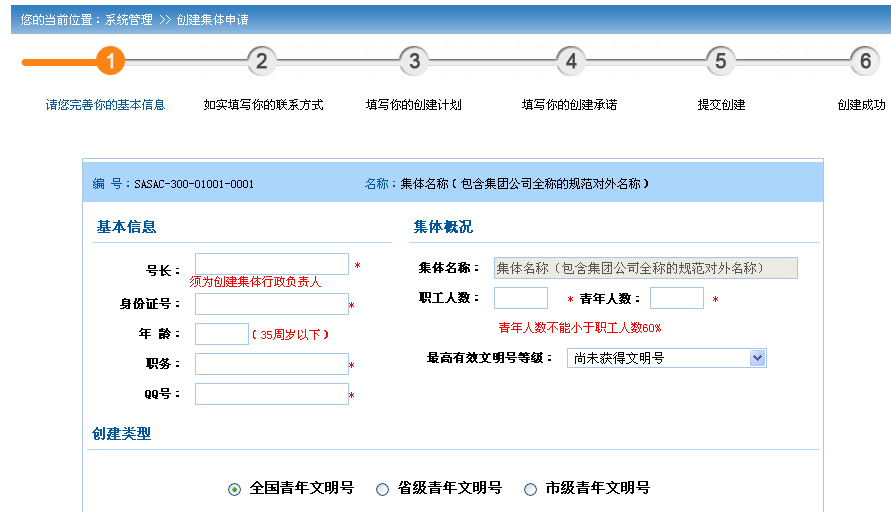 您的当前位置：系统管理 >> 创建集体申请
1 2 3 4 5 6
请您完善你的基本信息 如实填写你的联系方式 填写你的创建计划 填写你的创建承诺 提交创建 创建成功
编 号：SASAC-300-01001-0001 名称：集体名称（包含集团公司全称的规范对外名称）
基本信息 集体概况
号长： *
须为创建集体行政负责人
集体名称： 集体名称（包含集团公司全称的规范对外名称）
身份证号： *
职工人数： * 青年人数： *
年 龄： （35周岁以下）
青年人数不能小于职工人数60%
职务： *
最高有效文明号等级： 尚未获得文明号
QQ号： *
创建类型
全国青年文明号 省级青年文明号 市级青年文明号